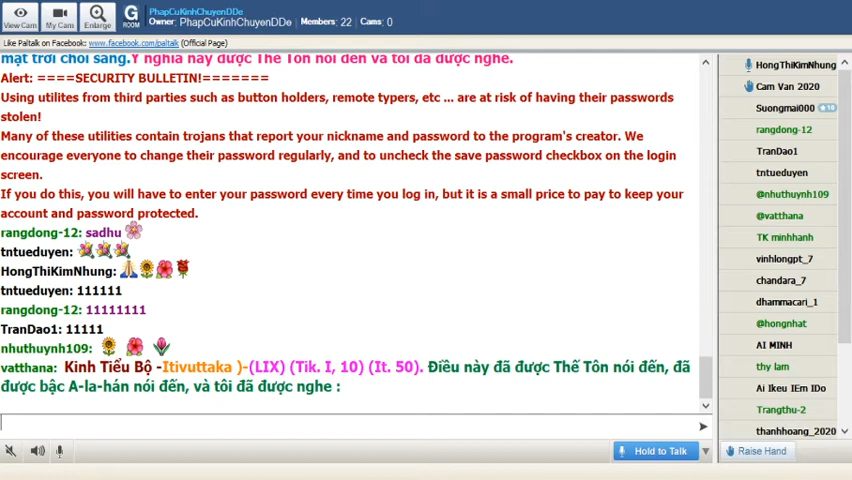 View Cam
My Cam
Enlarge
G
ROOM
PhapCuKinhChuyenDDe
Owner: PhapCuKinhChuyenDDe Members: 22 Cams: 0
Like Paltalk on Facebook: www.facebook.com/paltalk (Official Page)
mặt trời chói sáng.Ý nghĩa này được Thế Tôn nói đến và tôi đã được nghe.
Alert: ====SECURITY BULLETIN!=======
Using utilites from third parties such as button holders, remote typers, etc ... are at risk of having their passwords
stolen!
Many of these utilities contain trojans that report your nickname and password to the program's creator. We
encourage everyone to change their password regularly, and to uncheck the save password checkbox on the login
screen.
If you do this, you will have to enter your password every time you log in, but it is a small price to pay to keep your
account and password protected.
rangdong-12: sadhu
tntueduyen:
HongThiKimNhung:
tntueduyen: 111111
rangdong-12: 11111111
TranDao1: 11111
nhuthuynh109:
vatthana: Kinh Tiểu Bộ -Itivuttaka )-(LIX) (Tik. I, 10) (It. 50). Điều này đã được Thế Tôn nói đến, đã
được bậc A-la-hán nói đến, và tôi đã được nghe :
Hold to Talk
HongThiKimNhung
Cam Van 2020
Suongmai000
rangdong-12
TranDao1
tntueduyen
@nhuthuynh109
@vatthana
TK minhhanh
vinhlongpt_7
chandara_7
dhammacari_1
@hongnhat
AI MINH
thy lam
Ai Ikeu IEm IDo
Trangthu-2
thanhhoang_2020
Raise Hand